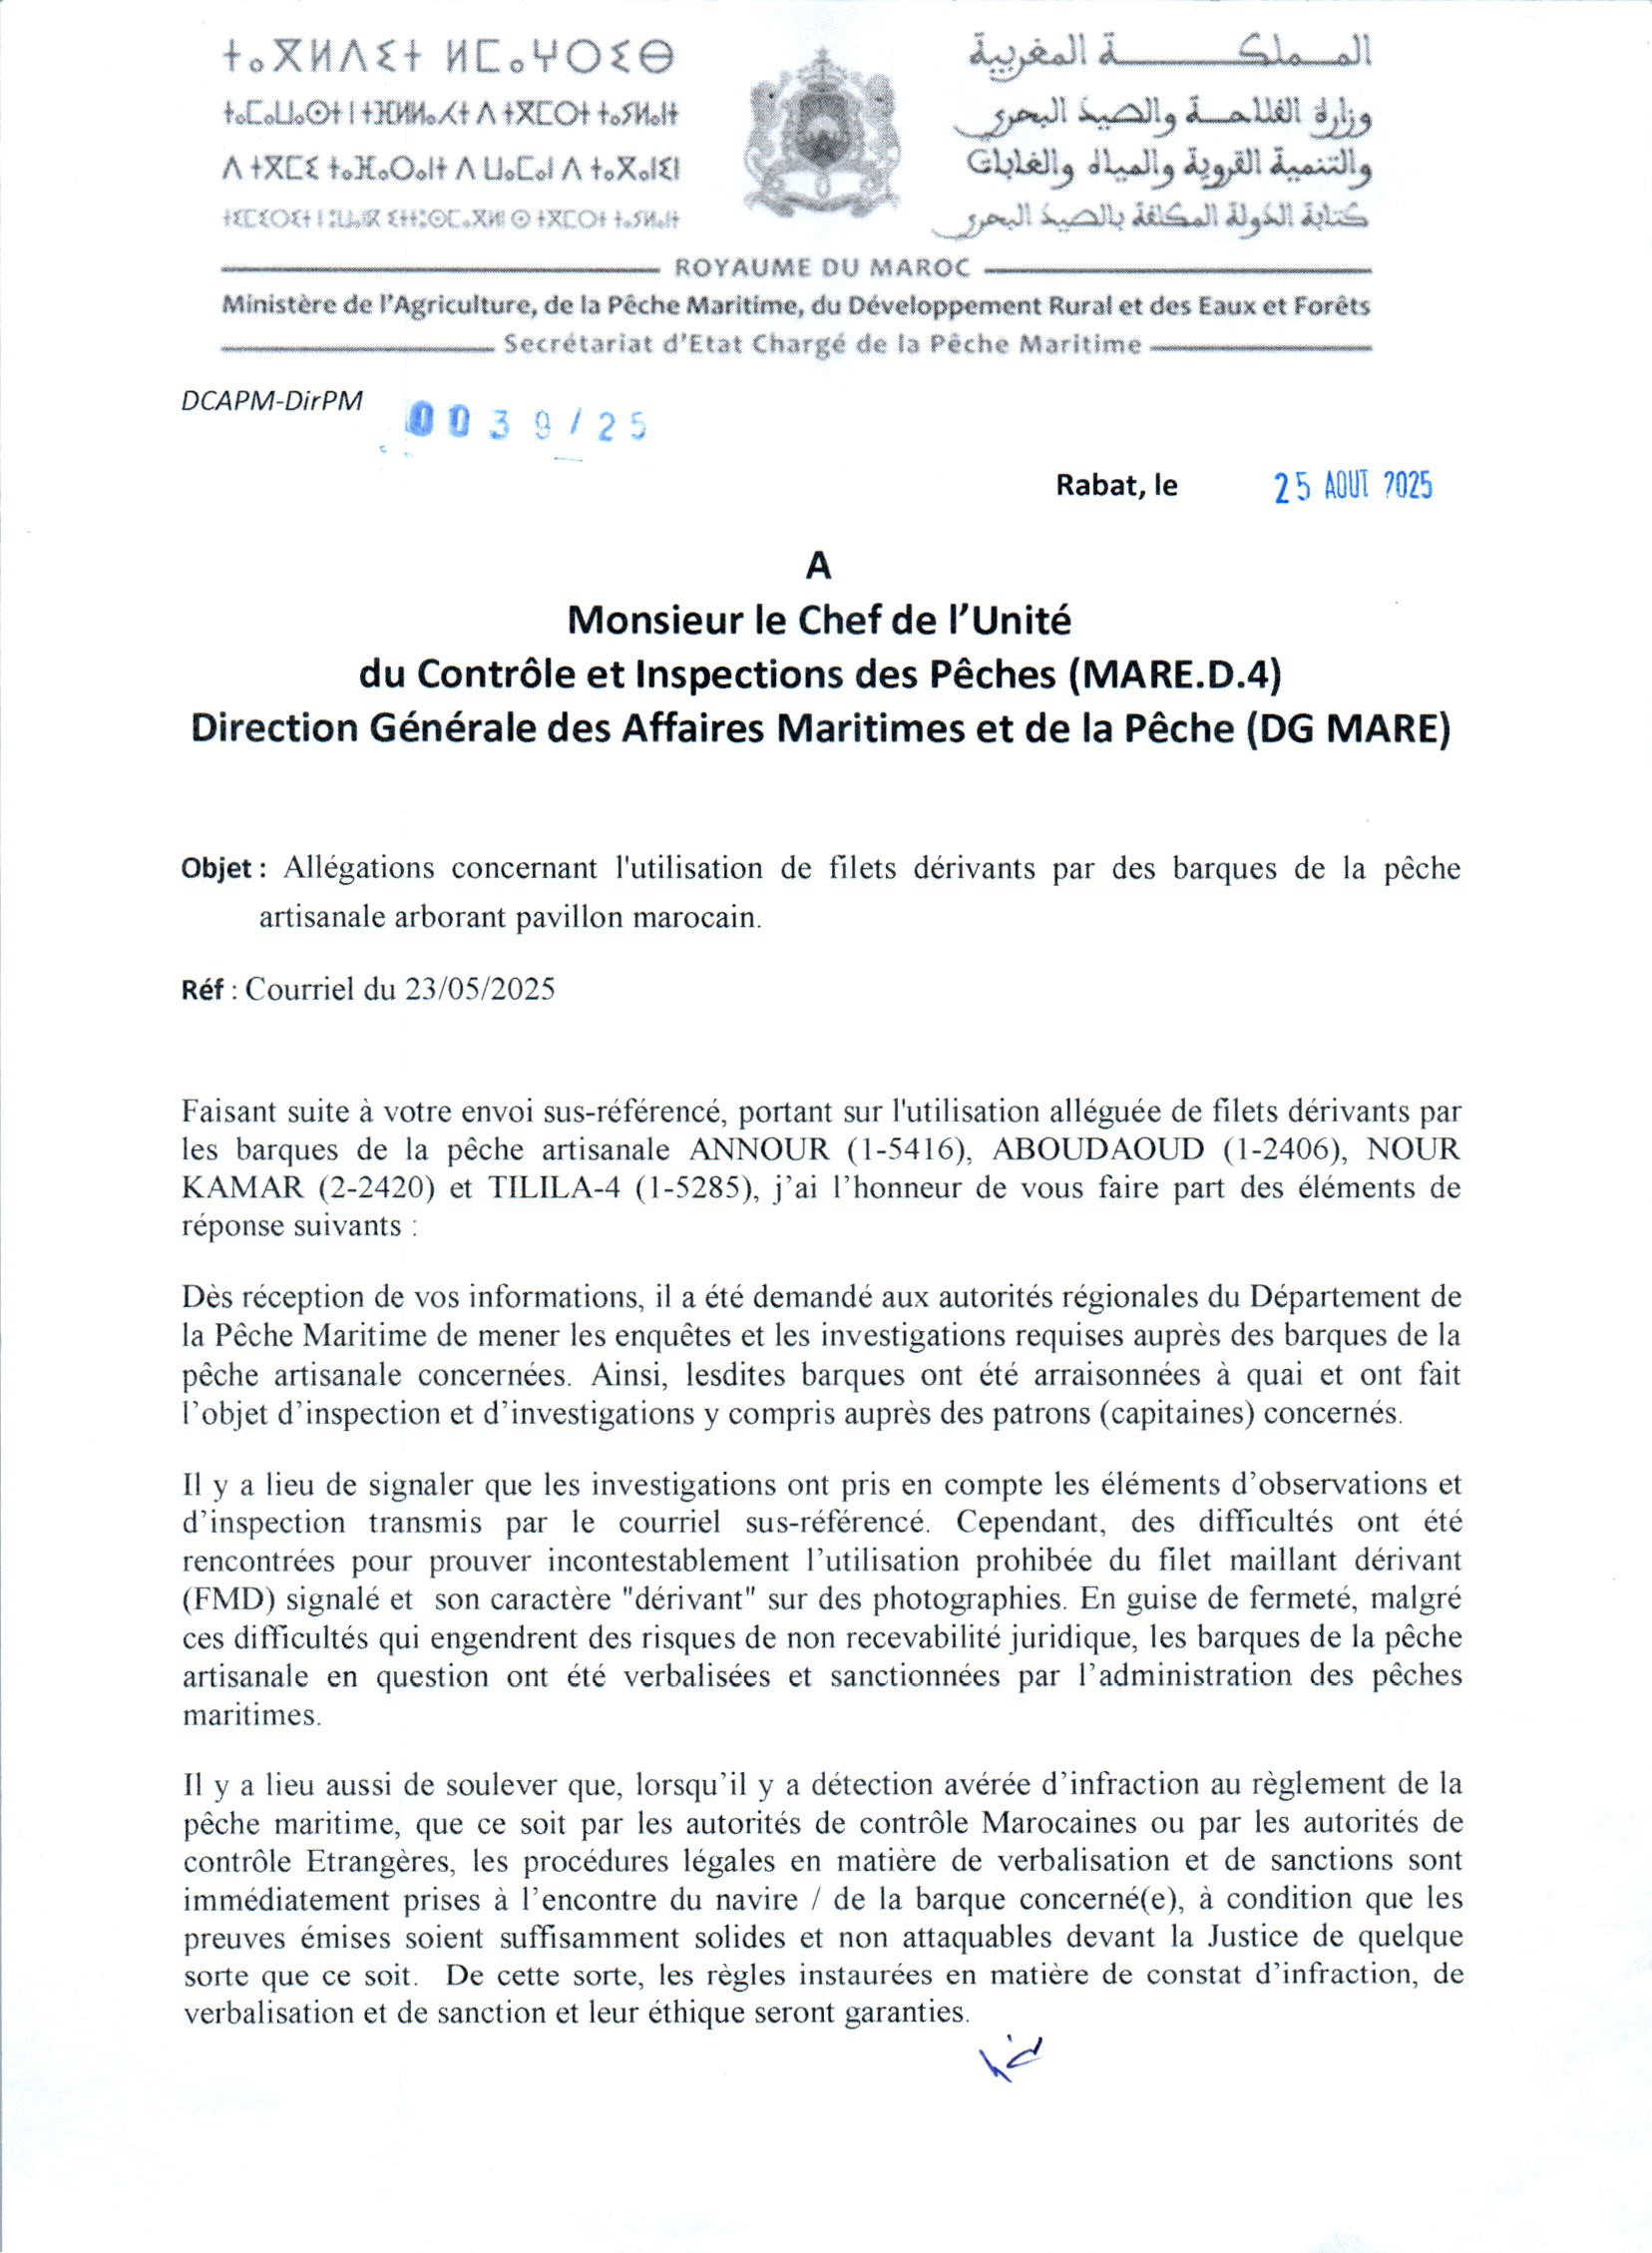 ⵜⴰⴳⵍⴷⵉⵜ ⵏ ⵍⵎⴰⵖⵔⵉⴱ
المملكة المغربية
وزارة الفلاحة والصيد البحري
والتنمية القروية والمياه والغابات
كتابة الدولة المكلفة بالصيد البحري
ROYAUME DU MAROC
Ministère de l'Agriculture, de la Pêche Maritime, du Développement Rural et des Eaux et Forêts
Secrétariat d'Etat Chargé de la Pêche Maritime
DCAPM-DirPM
0039/25
Rabat, le 25 AOUT 2025
A
Monsieur le Chef de l'Unité
du Contrôle et Inspections des Pêches (MARE.D.4)
Direction Générale des Affaires Maritimes et de la Pêche (DG MARE)
Objet : Allégations concernant l'utilisation de filets dérivants par des barques de la pêche
artisanale arborant pavillon marocain.
Réf : Courriel du 23/05/2025
Faisant suite à votre envoi sus-référencé, portant sur l'utilisation alléguée de filets dérivants par
les barques de la pêche artisanale ANNOUR (1-5416), ABOUDAOUD (1-2406), NOUR
KAMAR (2-2420) et TILILA-4 (1-5285), j'ai l'honneur de vous faire part des éléments de
réponse suivants :
Dès réception de vos informations, il a été demandé aux autorités régionales du Département de
la Pêche Maritime de mener les enquêtes et les investigations requises auprès des barques de la
pêche artisanale concernées. Ainsi, lesdites barques ont été arraisonnées à quai et ont fait
l'objet d'inspection et d'investigations y compris auprès des patrons (capitaines) concernés.
Il y a lieu de signaler que les investigations ont pris en compte les éléments d'observations et
d'inspection transmis par le courriel sus-référencé. Cependant, des difficultés ont été
rencontrées pour prouver incontestablement l'utilisation prohibée du filet maillant dérivant
(FMD) signalé et son caractère "dérivant" sur des photographies. En guise de fermeté, malgré
ces difficultés qui engendrent des risques de non recevabilité juridique, les barques de la pêche
artisanale en question ont été verbalisées et sanctionnées par l'administration des pêches
maritimes.
Il y a lieu aussi de soulever que, lorsqu'il y a détection avérée d'infraction au règlement de la
pêche maritime, que ce soit par les autorités de contrôle Marocaines ou par les autorités de
contrôle Etrangères, les procédures légales en matière de verbalisation et de sanctions sont
immédiatement prises à l'encontre du navire / de la barque concerné(e), à condition que les
preuves émises soient suffisamment solides et non attaquables devant la Justice de quelque
sorte que ce soit. De cette sorte, les règles instaurées en matière de constat d'infraction, de
verbalisation et de sanction et leur éthique seront garanties.